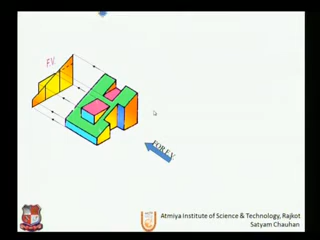 F.V.
FOR F.V.
Atmiya Institute of Science & Technology, Rajkot
Satyam Chauhan